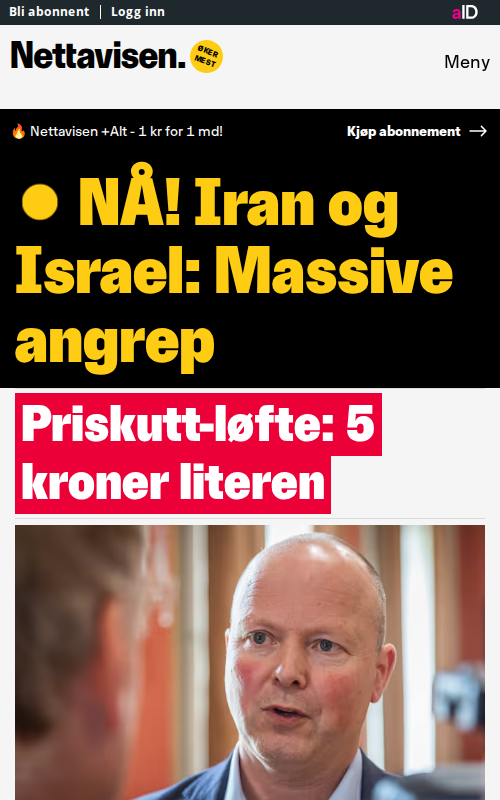 Bli abonnent | Logg inn
aID
Nettavisen.
ØKER
MEST
Meny
🔥 Nettavisen +Alt - 1 kr for 1 md!
Kjøp abonnement →
NÅ! Iran og
Israel: Massive
angrep
Priskutt-løfte: 5
kroner literen